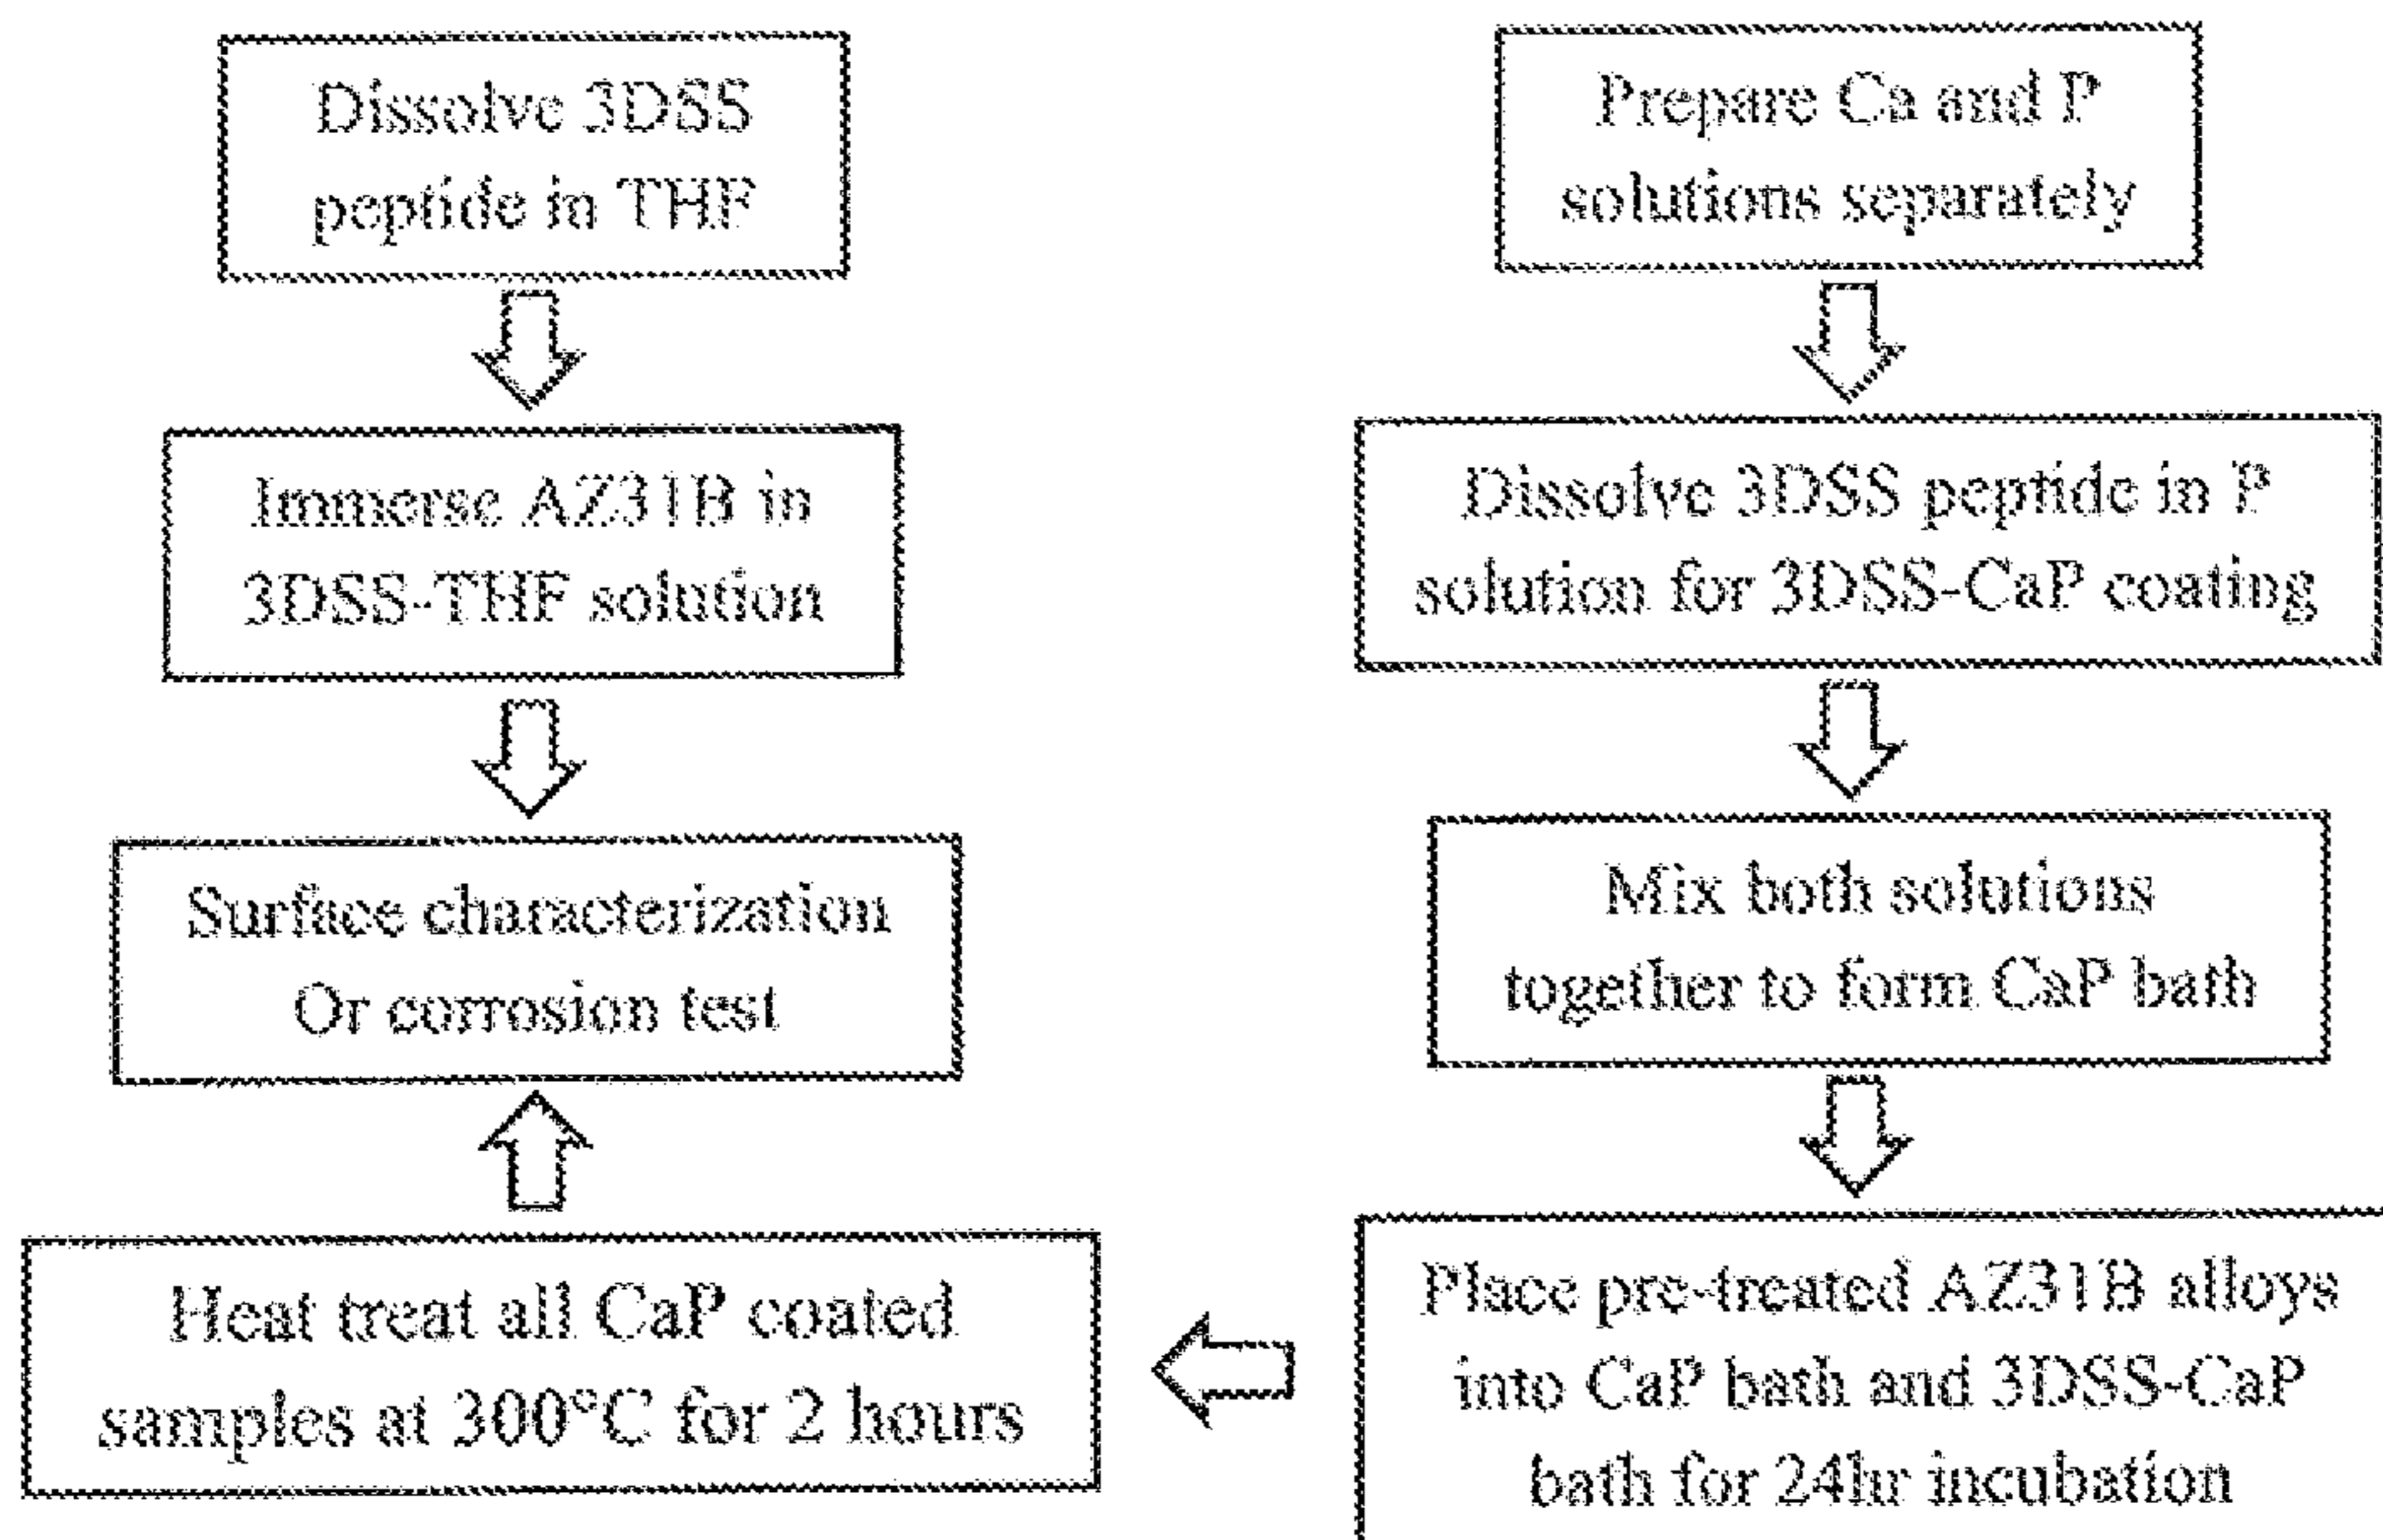 Dissolve 3DSS
peptide in THF
Immerse AZ31B in
3DSS-THF solution
Surface characterization
Or corrosion test
Heat treat all CaP coated
samples at 300°C for 2 hours
Prepare Ca and P
solutions separately
Dissolve 3DSS peptide in P
solution for 3DSS-CaP coating
Mix both solutions
together to form CaP bath
Place pre-treated AZ31B alloys
into CaP bath and 3DSS-CaP
bath for 24hr incubation